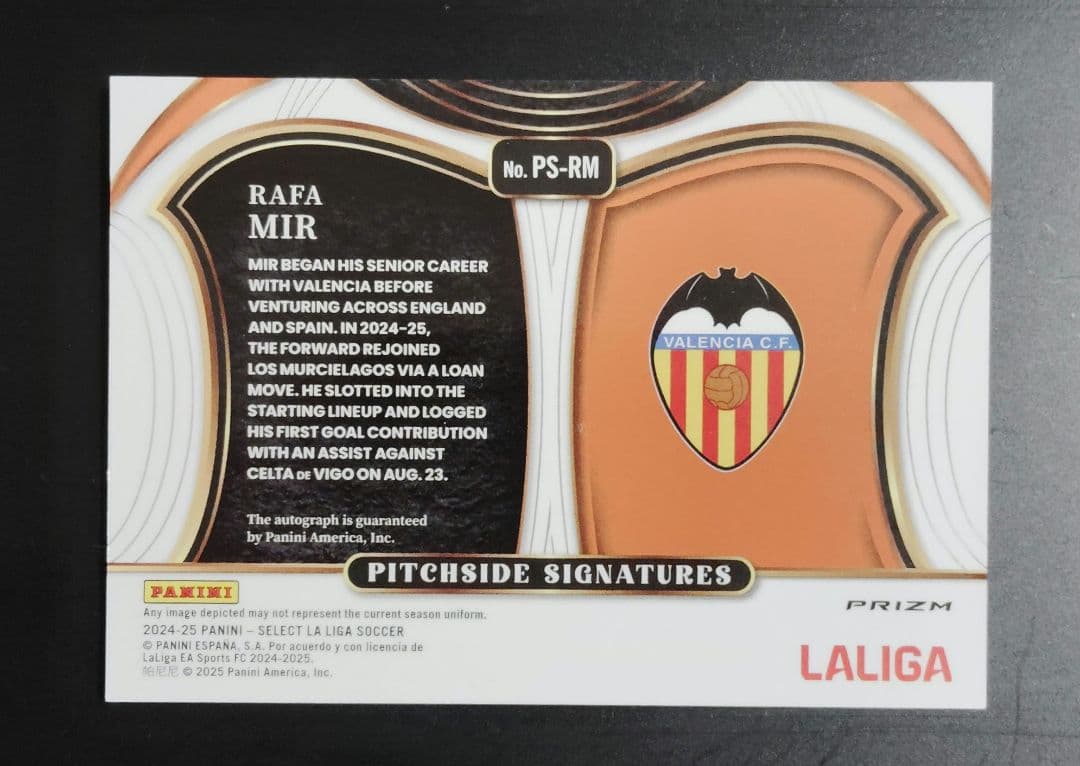 No. PS-RM
RAFA
MIR
MIR BEGAN HIS SENIOR CAREER
WITH VALENCIA BEFORE
VENTURING ACROSS ENGLAND
AND SPAIN. IN 2024-25,
THE FORWARD REJOINED
LOS MURCIELAGOS VIA A LOAN
MOVE. HE SLOTTED INTO THE
STARTING LINEUP AND LOGGED
HIS FIRST GOAL CONTRIBUTION
WITH AN ASSIST AGAINST
CELTA DE VIGO ON AUG. 23.
The autograph is guaranteed
by Panini America, Inc.
VALENCIA C.F.
PITCHSIDE SIGNATURES
PANINI
Any image depicted may not represent the current season uniform.
2024-25 PANINI – SELECT LA LIGA SOCCER
© PANINI ESPAÑA, S.A. Por acuerdo y con licencia de
LaLiga EA Sports FC 2024-2025.
帕尼尼 © 2025 Panini America, Inc.
PRIZM
LALIGA